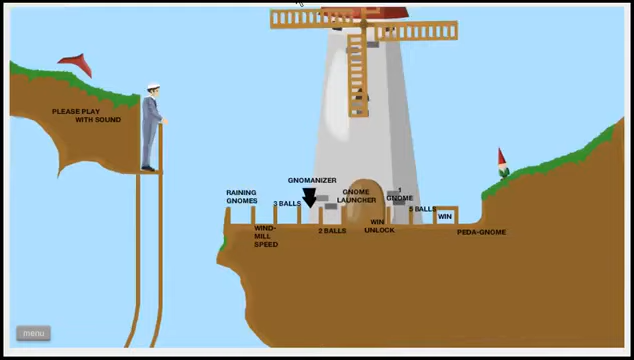 PLEASE PLAY
WITH SOUND
GNOMANIZER
RAINING
GNOMES
3 BALLS
GNOME
LAUNCHER
1
GNOME
5 BALLS
WIN
WIND-
MILL
SPEED
2 BALLS
WIN
UNLOCK
PEDA-GNOME
menu